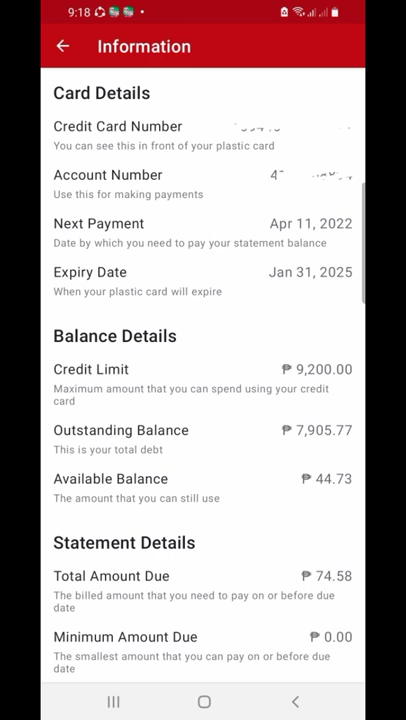 9:18
Information
Card Details
Credit Card Number
You can see this in front of your plastic card
Account Number
Use this for making payments
Next Payment Apr 11, 2022
Date by which you need to pay your statement balance
Expiry Date Jan 31, 2025
When your plastic card will expire
Balance Details
Credit Limit ₱ 9,200.00
Maximum amount that you can spend using your credit
card
Outstanding Balance ₱ 7,905.77
This is your total debt
Available Balance ₱ 44.73
The amount that you can still use
Statement Details
Total Amount Due ₱ 74.58
The billed amount that you need to pay on or before due
date
Minimum Amount Due ₱ 0.00
The smallest amount that you can pay on or before due
date